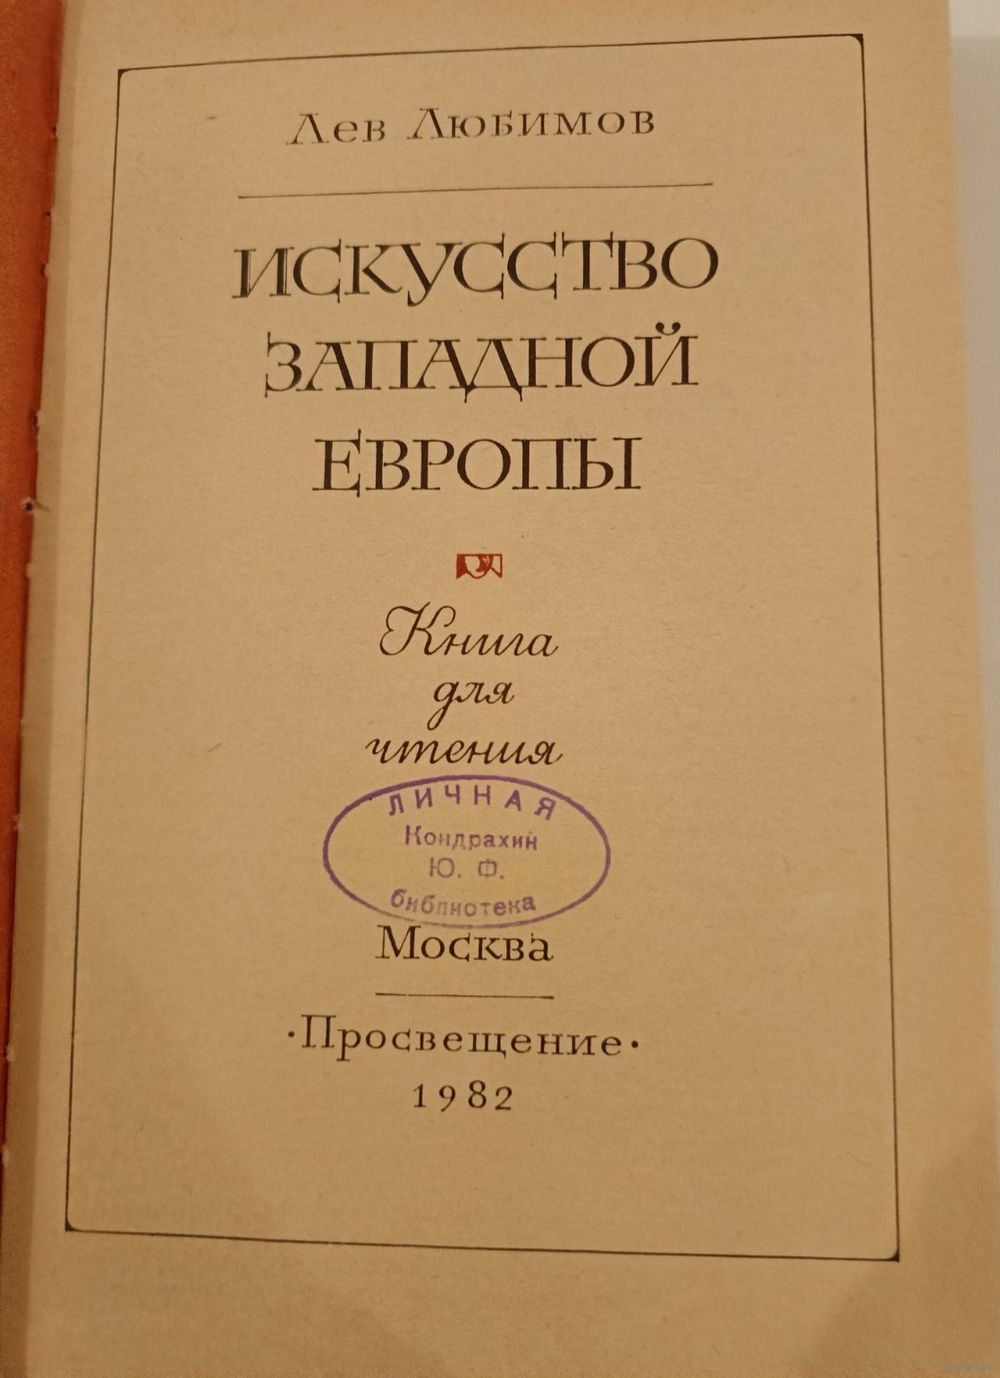 Лев Любимов
Искусство
Западной
Европы
Книга
для
чтения
ЛИЧНАЯ
Кондрахин
Ю. Ф.
библиотека
Москва
·Просвещение·
1982